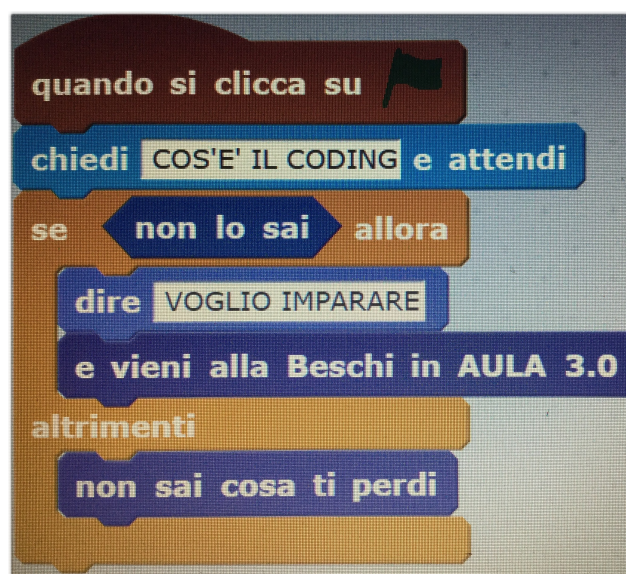 quando si clicca su
chiedi COS'E' IL CODING e attendi
se non lo sai allora
dire VOGLIO IMPARARE
e vieni alla Beschi in AULA 3.0
altrimenti
non sai cosa ti perdi